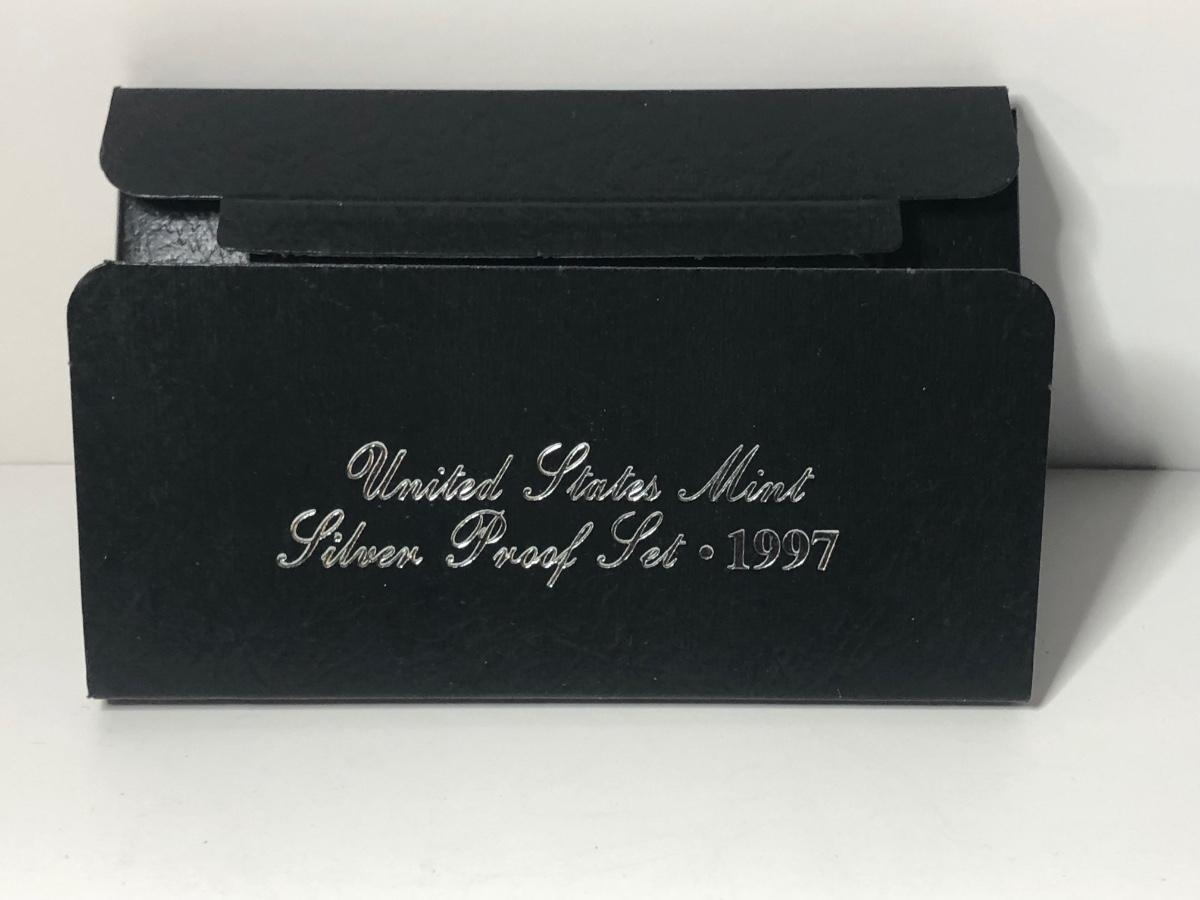 United States Mint
Silver Proof Set • 1997